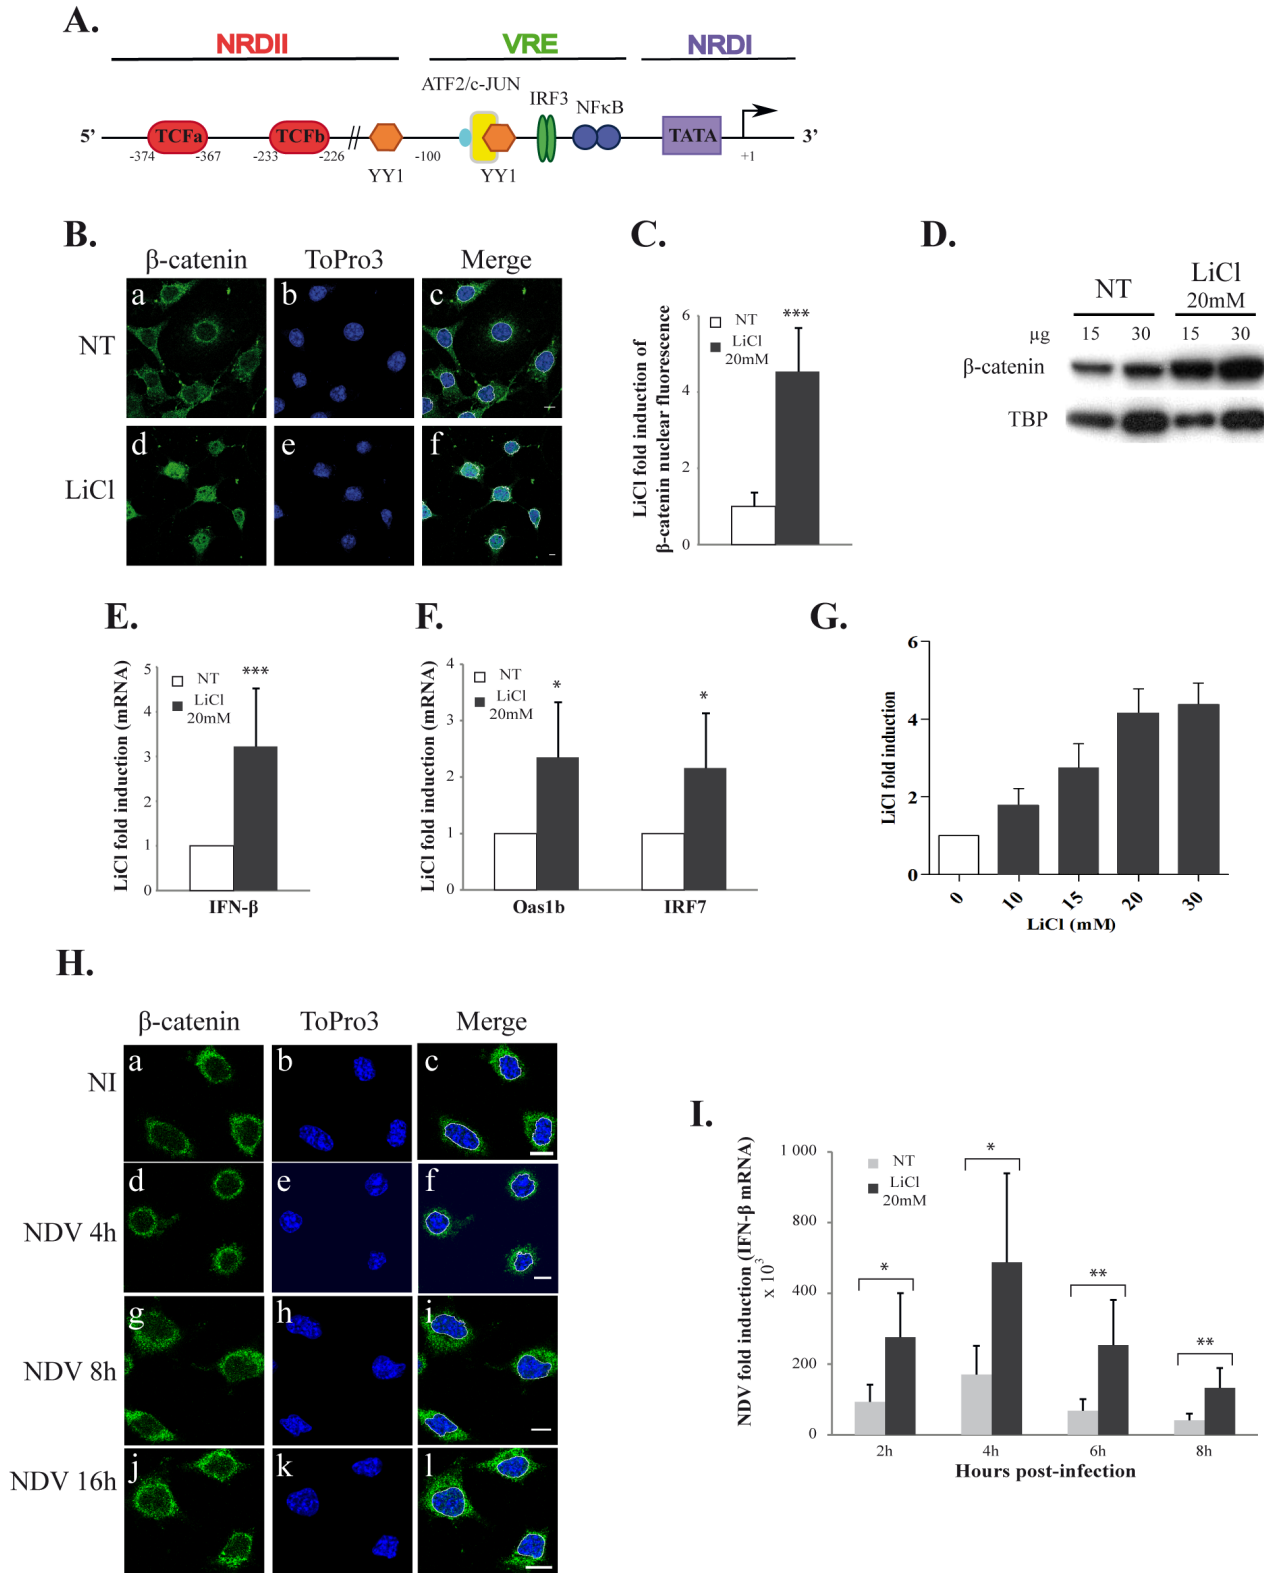 A.
NRDII VRE NRDI
ATF2/c-JUN
IRF3
NFκB
5’ TCFa TCFb // TATA 3’
-374 -367 -233 -226 -100 +1
YY1 YY1
B.
β-catenin ToPro3 Merge
NT
a b c
LiCl
d e f
C.
LiCl fold induction of
β-catenin nuclear fluorescence
6
4
2
0
NT
LiCl
20mM
***
D.
NT LiCl
20mM
µg 15 30 15 30
β-catenin
TBP
E.
LiCl fold induction (mRNA)
5
4
3
2
1
0
NT
LiCl
20mM
***
IFN-β
F.
LiCl fold induction (mRNA)
4
3
2
1
0
NT
LiCl
20mM
* *
Oas1b IRF7
G.
LiCl fold induction
6
4
2
0
0 10 15 20 30
LiCl (mM)
H.
β-catenin ToPro3 Merge
NI
a b c
NDV 4h
d e f
NDV 8h
g h i
NDV 16h
j k l
I.
NDV fold induction (IFN-β mRNA)
x 10³
1 000
800
400
200
0
NT
LiCl
20mM
* * ** **
2h 4h 6h 8h
Hours post-infection